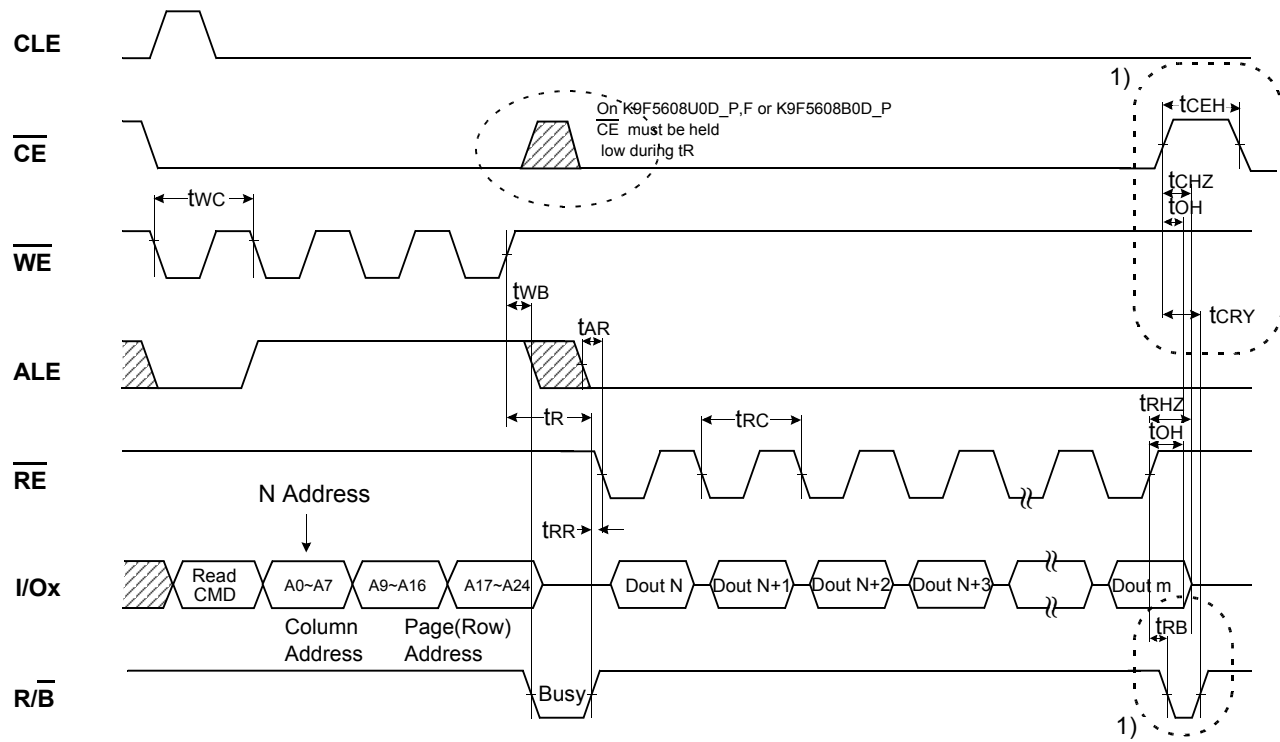 CLE
1)
tCEH
On K9F5608U0D_P,F or K9F5608B0D_P
CE must be held
low during tR
CE
tCHZ
tOH
tWC
WE
tWB
tCRY
tAR
ALE
tR
tRC
tRHZ
tOH
RE
N Address
tRR
I/Ox
Read
CMD
A0~A7
A9~A16
A17~A24
Dout N
Dout N+1
Dout N+2
Dout N+3
Dout m
Column
Address
Page(Row)
Address
tRB
R/B
Busy
1)